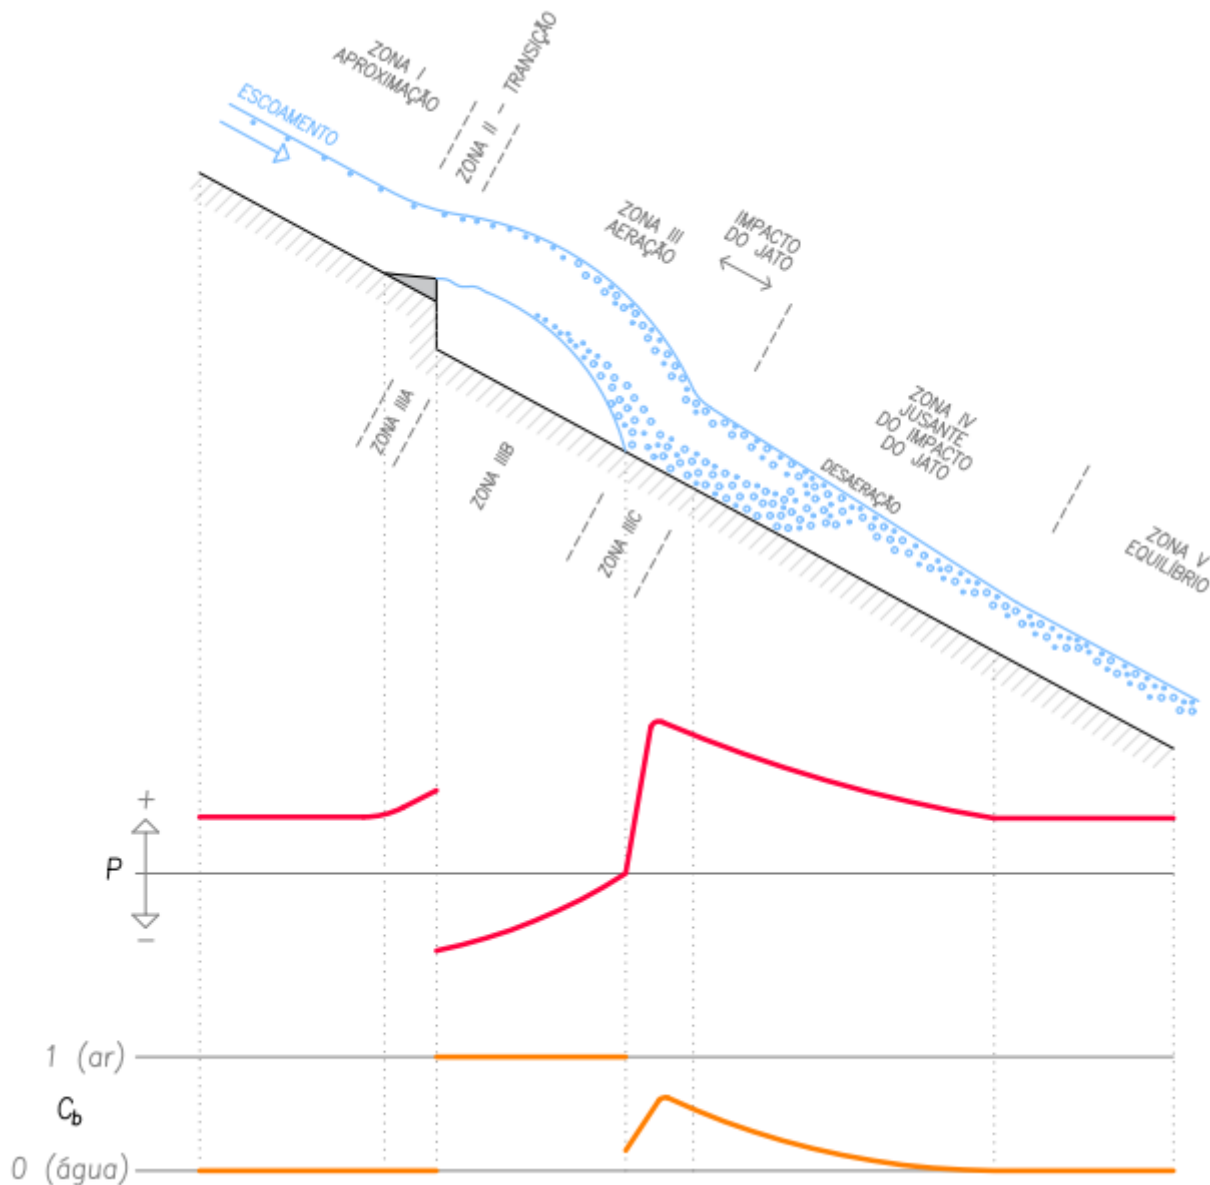 ZONA I
APROXIMAÇÃO
ZONA II - TRANSIÇÃO
ESCOAMENTO
ZONA III
AERAÇÃO
IMPACTO
DO JATO
ZONA IIIA
ZONA IIIB
ZONA IIIC
ZONA IV
JUSANTE
DO IMPACTO
DO JATO
DESAERAÇÃO
ZONA V
EQUILÍBRIO
+
P
−
1 (ar)
Cb
0 (água)